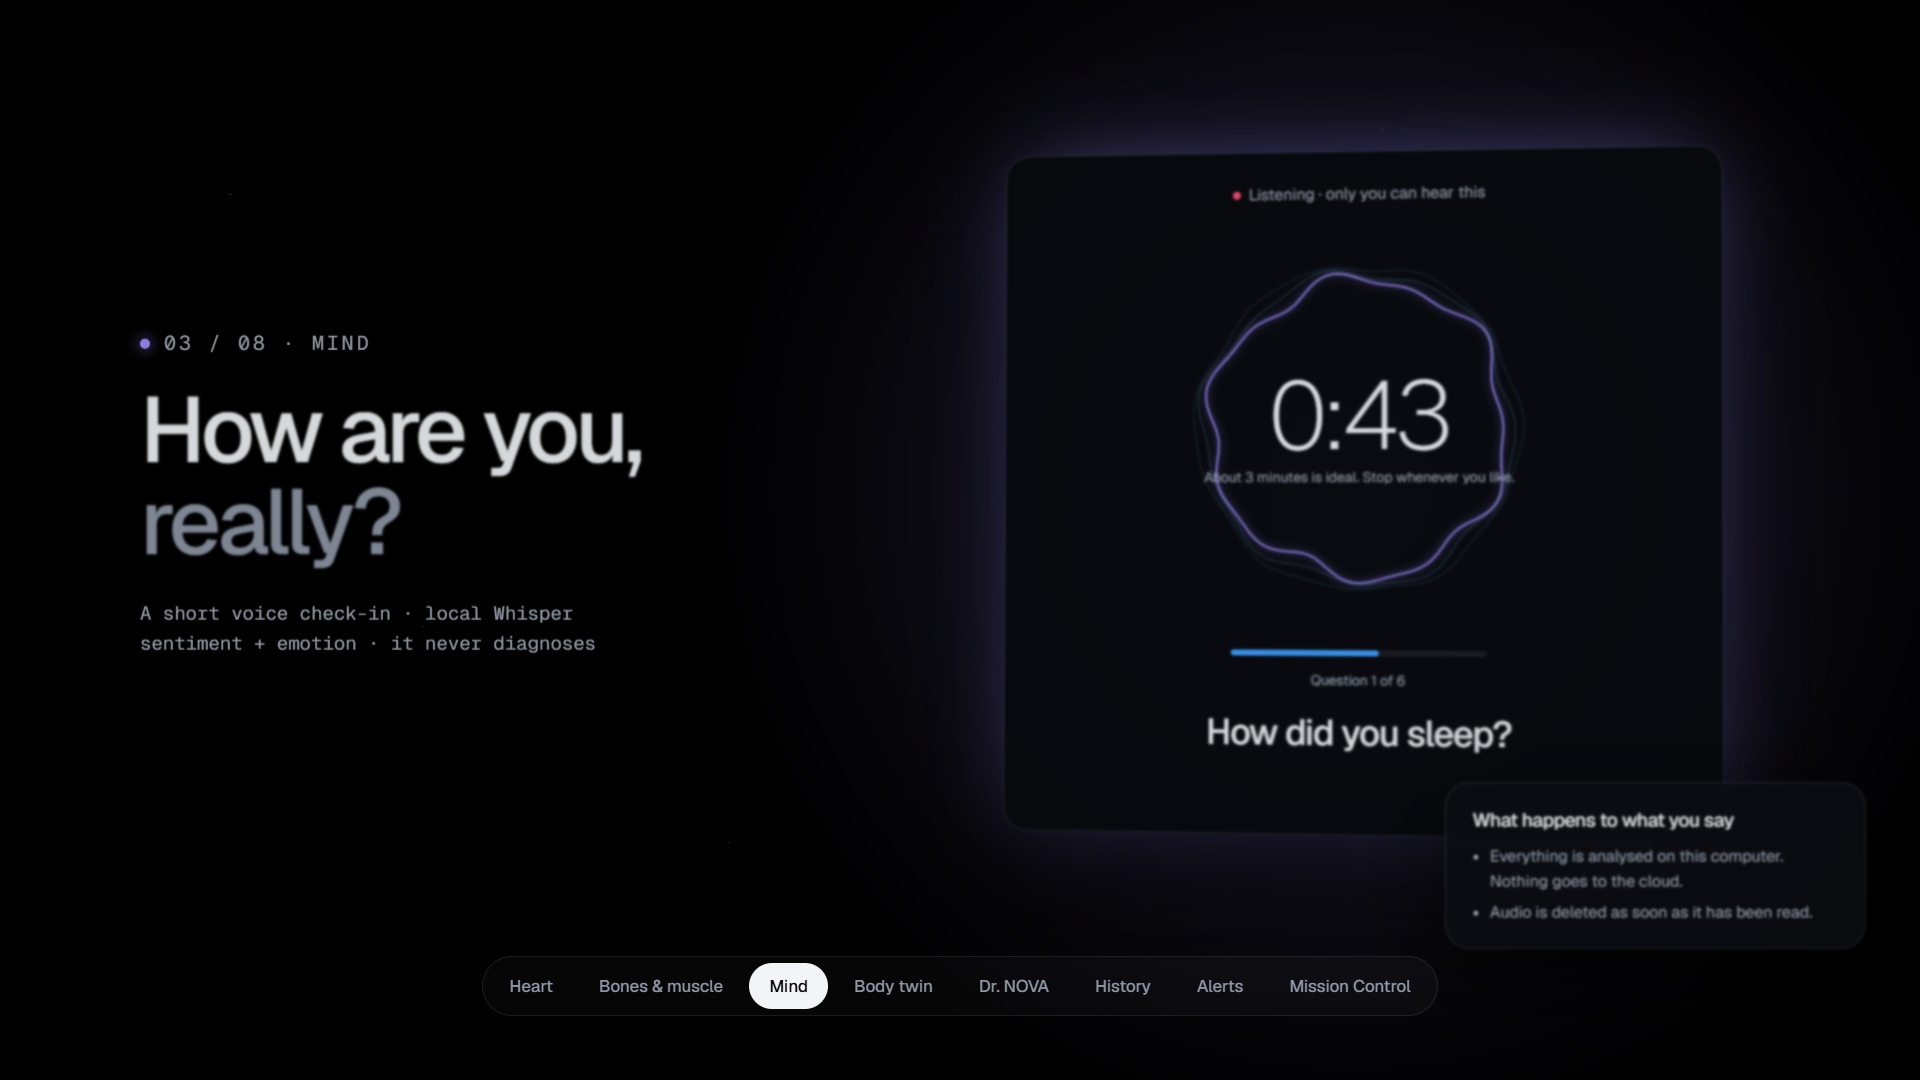 03 / 08 · MIND
How are you,
really?
A short voice check-in · local Whisper
sentiment + emotion · it never diagnoses
Listening · only you can hear this
0:43
About 3 minutes is ideal. Stop whenever you like.
Question 1 of 6
How did you sleep?
What happens to what you say
• Everything is analysed on this computer.
Nothing goes to the cloud.
• Audio is deleted as soon as it has been read.
Heart Bones & muscle Mind Body twin Dr. NOVA History Alerts Mission Control